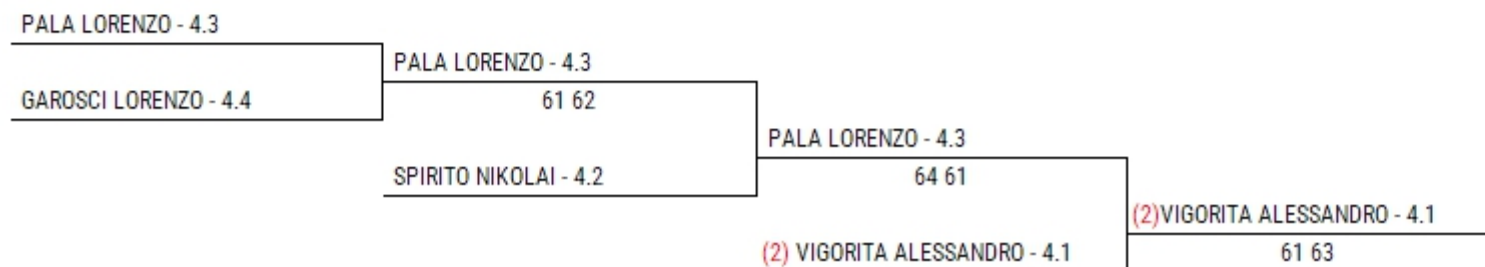 PALA LORENZO - 4.3
GAROSCI LORENZO - 4.4
PALA LORENZO - 4.3
61 62
SPIRITO NIKOLAI - 4.2
PALA LORENZO - 4.3
64 61
(2) VIGORITA ALESSANDRO - 4.1
(2)VIGORITA ALESSANDRO - 4.1
61 63